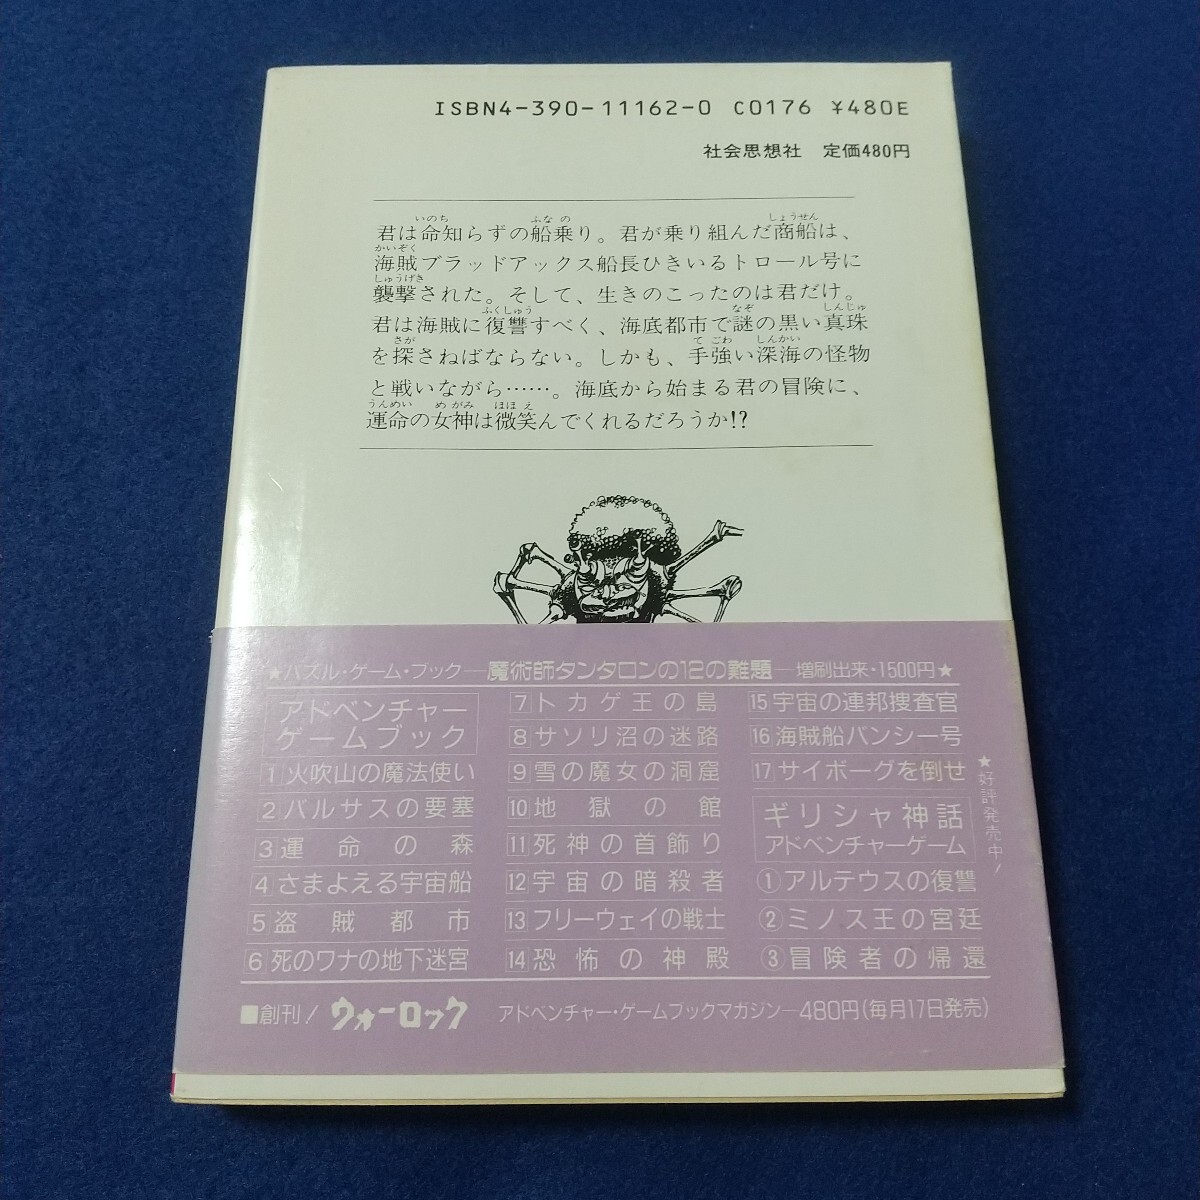 ISBN4-390-11162-0 C0176 ¥480E
社会思想社 定価480円
君は命知らずの船乗り。君が乗り組んだ商船は、
海賊ブラッドアックス船長ひきいるトロール号に
襲撃された。そして、生きのこったのは君だけ。
君は海賊に復讐すべく、海底都市で謎の黒い真珠
を探さねばならない。しかも、手強い深海の怪物
と戦いながら……。海底から始まる君の冒険に、
運命の女神は微笑んでくれるだろうか!?
★パズル・ゲーム・ブック―魔術師タンタロンの12の難題―増刷出来・1500円★
アドベンチャー
ゲームブック
1 火吹山の魔法使い
2 バルサスの要塞
3 運命の森
4 さまよえる宇宙船
5 盗賊都市
6 死のワナの地下迷宮
7 トカゲ王の島
8 サソリ沼の迷路
9 雪の魔女の洞窟
10 地獄の館
11 死神の首飾り
12 宇宙の暗殺者
13 フリーウェイの戦士
14 恐怖の神殿
15 宇宙の連邦捜査官
16 海賊船バンシー号
17 サイボーグを倒せ
ギリシャ神話
アドベンチャーゲーム
① アルテウスの復讐
② ミノス王の宮廷
③ 冒険者の帰還
★好評発売中!
■創刊! ウォーロック アドベンチャー・ゲームブックマガジン―480円(毎月17日発売)